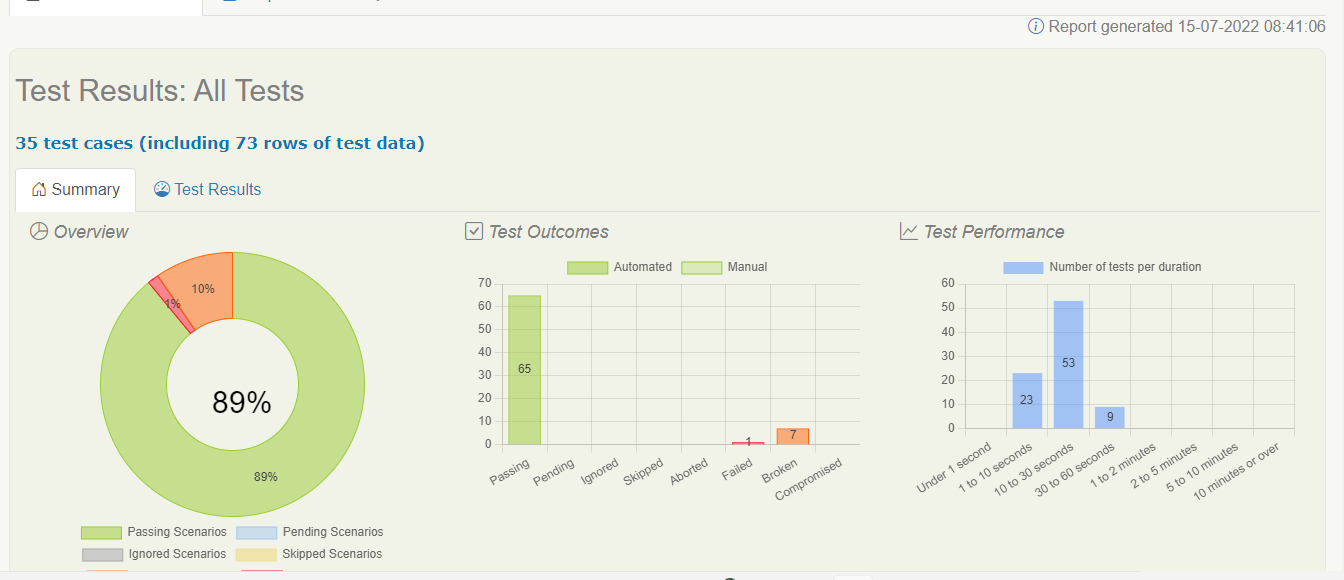 Report generated 15-07-2022 08:41:06
Test Results: All Tests
35 test cases (including 73 rows of test data)
Summary
Test Results
Overview
Test Outcomes
Test Performance
10%
1%
89%
89%
Automated
Manual
70
60
50
40
30
20
10
0
65
1
7
Passing
Pending
Ignored
Skipped
Aborted
Failed
Broken
Compromised
Number of tests per duration
60
50
40
30
20
10
0
23
53
9
Under 1 second
1 to 10 seconds
10 to 30 seconds
30 to 60 seconds
1 to 2 minutes
2 to 5 minutes
5 to 10 minutes
10 minutes or over
Passing Scenarios
Pending Scenarios
Ignored Scenarios
Skipped Scenarios